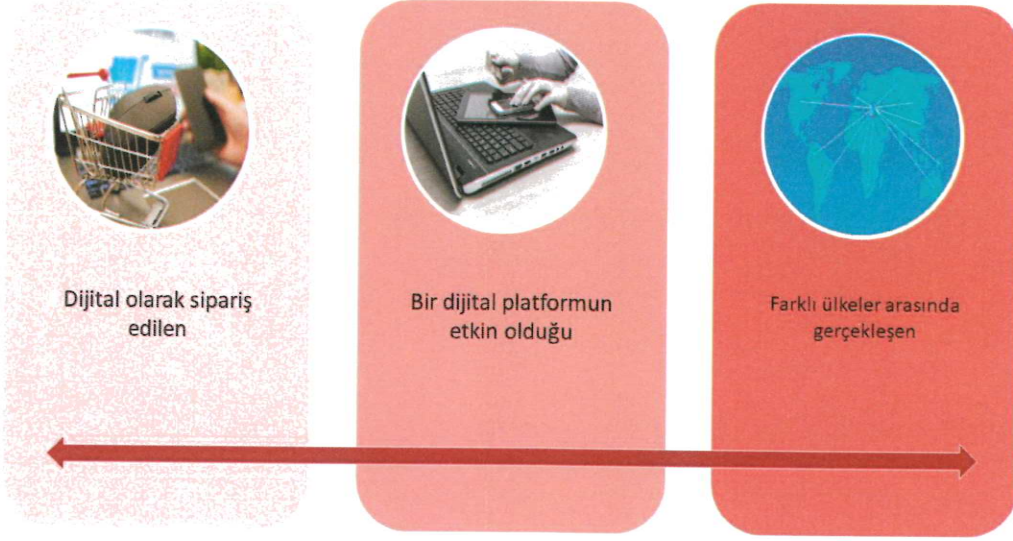 Dijital olarak sipariş
edilen
Bir dijital platformun
etkin olduğu
Farklı ülkeler arasında
gerçekleşen